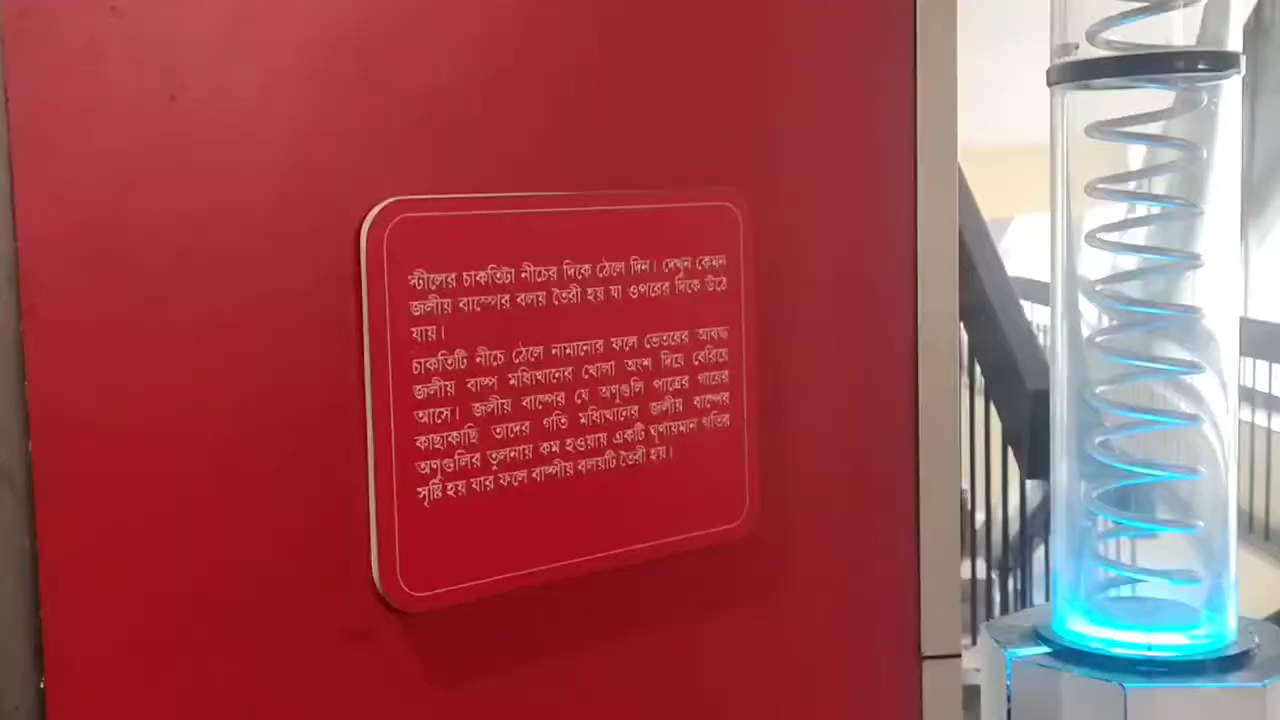 স্টীলের চাকতিটা নীচের দিকে ঠেলে দিন। দেখুন কেমন
জলীয় বাস্পের বলয় তৈরী হয় যা ওপরের দিকে উঠে
যায়।
চাকতিটি নীচে ঠেলে নামানোর ফলে ভেতরের আবদ্ধ
জলীয় বাষ্প মধ্যিখানের খোলা অংশ দিয়ে বেরিয়ে
আসে। জলীয় বাষ্পের যে অণুগুলি পাত্রের গায়ের
কাছাকাছি তাদের গতি মধ্যিখানের জলীয় বাষ্পের
অণুগুলির তুলনায় কম হওয়ায় একটি ঘূর্ণায়মান গতির
সৃষ্টি হয় যার ফলে বাষ্পীয় বলয়টি তৈরী হয়।